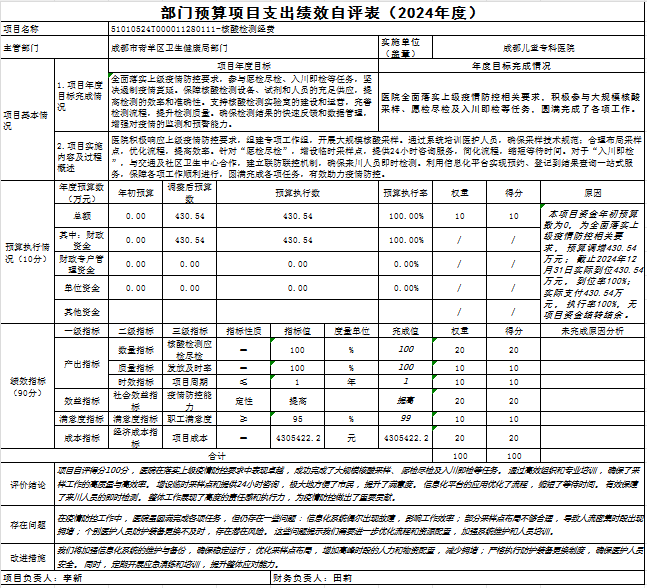 部门预算项目支出绩效自评表（2024年度）
项目名称 51010524T000011280111-核酸检测经费
主管部门 成都市青羊区卫生健康局部门 实施单位（盖章） 成都儿童专科医院
项目基本情况
1. 项目年度目标完成情况
项目年度目标 年度目标完成情况
全面落实上级疫情防控要求，参与愿检尽检、入川即检等任务，坚
决遏制疫情蔓延。保障核酸检测设备、试剂和人员的充足供应，提
高检测的效率和准确性。支持核酸检测实验室的建设和运营，完善
检测流程，提升检测质量。确保检测结果的快速反馈和数据管理，
增强对疫情的监测和预警能力。
医院全面落实上级疫情防控相关要求，积极参与大规模核酸
采样、愿检尽检及入川即检等任务，圆满完成了各项工作。
2. 项目实施内容及过程概述
医院积极响应上级疫情防控要求，组建专项工作组，开展大规模核酸采样。通过系统培训医护人员，确保采样技术规范；合理布局采样
点，优化流程，提高效率。针对“愿检尽检”，增设临时采样点，提供24小时咨询服务，简化流程，缩短等待时间。对于“入川即检
”，与交通及社区卫生中心合作，建立联防联控机制，确保来川人员即时检测。利用信息化平台实现预约、登记到结果查询一站式服
务，保障各项工作顺利进行，圆满完成各项任务，有效助力疫情防控。
预算执行情况（10分）
年度预算数（万元） 年初预算 调整后预算数 预算执行数 预算执行率 权重 得分 原因
总额 0.00 430.54 430.54 100.00% 10 10
其中：财政资金 0.00 430.54 430.54 100.00% / /
财政专户管理资金 0.00 0.00 0.00 0.00% / /
单位资金 0.00 0.00 0.00 0.00% / /
其他资金 / /
本项目资金年初预算
数为0，为全面落实上
级疫情防控相关要
求，预算调增430.54
万元；截止2024年12
月31日实际到位430.54
万元，到位率100%；
实际支付430.54万
元，执行率100%，无
项目资金结转结余。
绩效指标（90分）
一级指标 二级指标 三级指标 指标性质 指标值 度量单位 完成值 权重 得分 未完成原因分析
产出指标 数量指标 核酸检测应检尽检 ＝ 100 % 100 20 20
质量指标 发放及时率 ＝ 100 % 100 10 10
时效指标 项目周期 ≤ 1 年 1 10 10
效益指标 社会效益指标 疫情防控能力 定性 提高 提高 20 20
满意度指标 满意度指标 职工满意度 ≥ 95 % 99 10 10
成本指标 经济成本指标 项目成本 ＝ 4305422.2 元 4305422.2 20 20
合计 100 100
评价结论
项目自评得分100分，医院在落实上级疫情防控要求中表现卓越，成功完成了大规模核酸采样、愿检尽检及入川即检等任务。通过高效组织和专业培训，确保了采
样工作的高质量与高效率。增设临时采样点和提供24小时咨询，极大地方便了市民，提升了满意度。信息化平台的应用优化了流程，缩短了等待时间，有效保障
了来川人员的即时检测。整体工作展现了高度的责任感和执行力，为疫情防控做出了重要贡献。
存在问题
在疫情防控工作中，医院虽圆满完成各项任务，但仍存在一些问题：信息化系统偶尔出现故障，影响工作效率；部分采样点布局不够合理，导致人流密集时段出现
拥堵；个别医护人员防护装备更换不及时，存在潜在风险。这些问题提示我们需要进一步优化流程和资源配置，加强系统维护和人员培训。
改进措施
我们将加强信息化系统的维护与备份，确保稳定运行；优化采样点布局，增加高峰时段的人力和物资配置，减少拥堵；严格执行防护装备更换制度，确保医护人员
安全。同时，定期开展应急演练和培训，提升整体应对能力。
项目负责人：李新 财务负责人：田莉